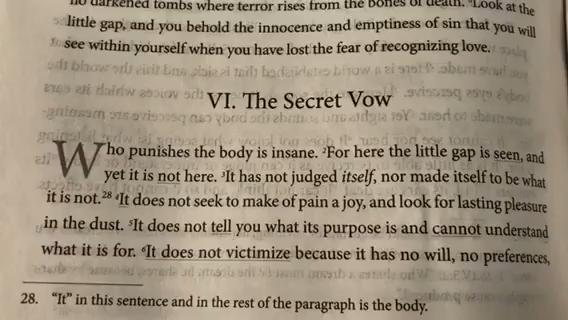 no darkened tombs where terror rises from the bones of death. ⁹Look at the
little gap, and you behold the innocence and emptiness of sin that you will
see within yourself when you have lost the fear of recognizing love.
VI. The Secret Vow
Who punishes the body is insane. ²For here the little gap is seen, and
yet it is not here. ³It has not judged itself, nor made itself to be what
it is not.²⁸ ⁴It does not seek to make of pain a joy, and look for lasting pleasure
in the dust. ⁵It does not tell you what its purpose is and cannot understand
what it is for. ⁶It does not victimize because it has no will, no preferences,
28. "It" in this sentence and in the rest of the paragraph is the body.